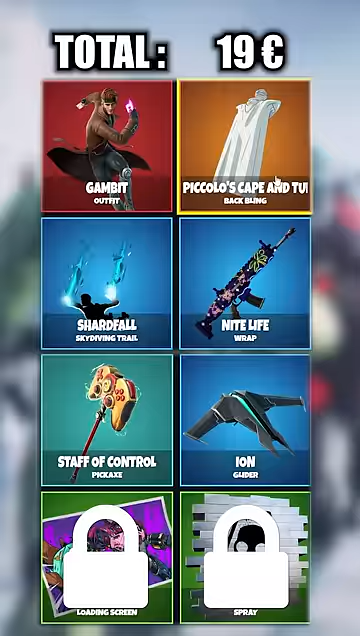 TOTAL : 19 €
GAMBIT
OUTFIT
PICCOLO'S CAPE AND TU
BACK BLING
SHARDFALL
SKYDIVING TRAIL
NITE LIFE
WRAP
STAFF OF CONTROL
PICKAXE
ION
GLIDER
LOADING SCREEN
SPRAY